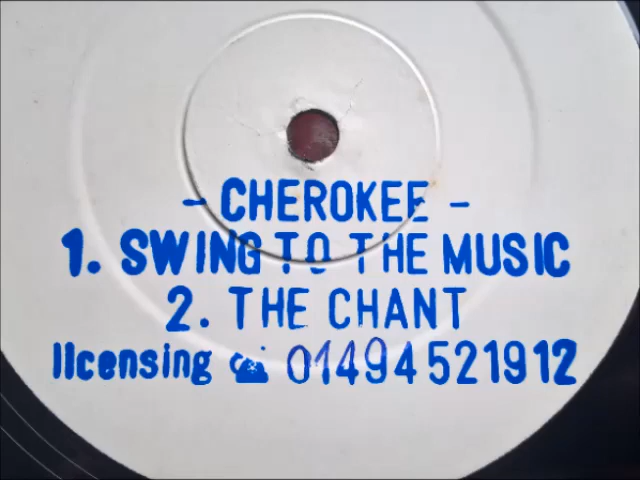 - CHEROKEE -
1. SWING TO THE MUSIC
2. THE CHANT
licensing ☎ 01494 521912